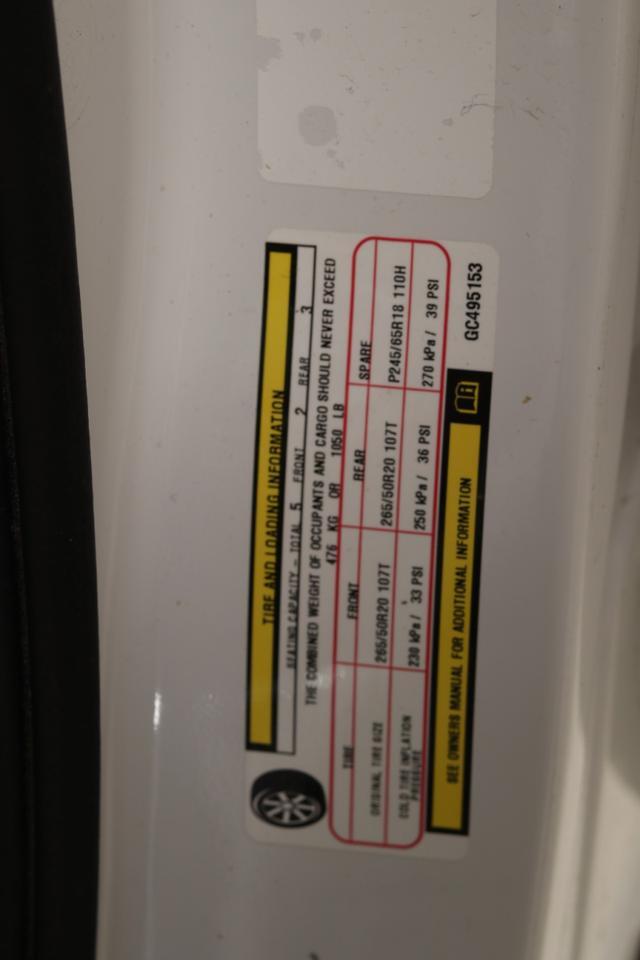 TIRE AND LOADING INFORMATION
SEATING CAPACITY - TOTAL 5 FRONT 2 REAR 3
THE COMBINED WEIGHT OF OCCUPANTS AND CARGO SHOULD NEVER EXCEED
476 KG OR 1050 LB
TIRE FRONT REAR SPARE
ORIGINAL TIRE SIZE 265/50R20 107T 265/50R20 107T P245/65R18 110H
COLD TIRE INFLATION PRESSURE 230 kPa / 33 PSI 250 kPa / 36 PSI 270 kPa / 39 PSI
SEE OWNERS MANUAL FOR ADDITIONAL INFORMATION
GC495153